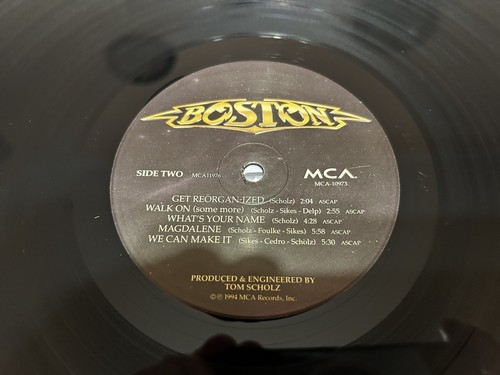 BOSTON
SIDE TWO MCA11976 MCA
MCA-10973
GET REORGAN-IZED (Scholz) 2:04 ASCAP
WALK ON (some more) (Scholz - Sikes - Delp) 2:55 ASCAP
WHAT'S YOUR NAME (Scholz) 4:28 ASCAP
MAGDALENE (Scholz - Foulke - Sikes) 5:58 ASCAP
WE CAN MAKE IT (Sikes - Cedro - Scholz) 5:30 ASCAP
PRODUCED & ENGINEERED BY
TOM SCHOLZ
©℗ 1994 MCA Records, Inc.